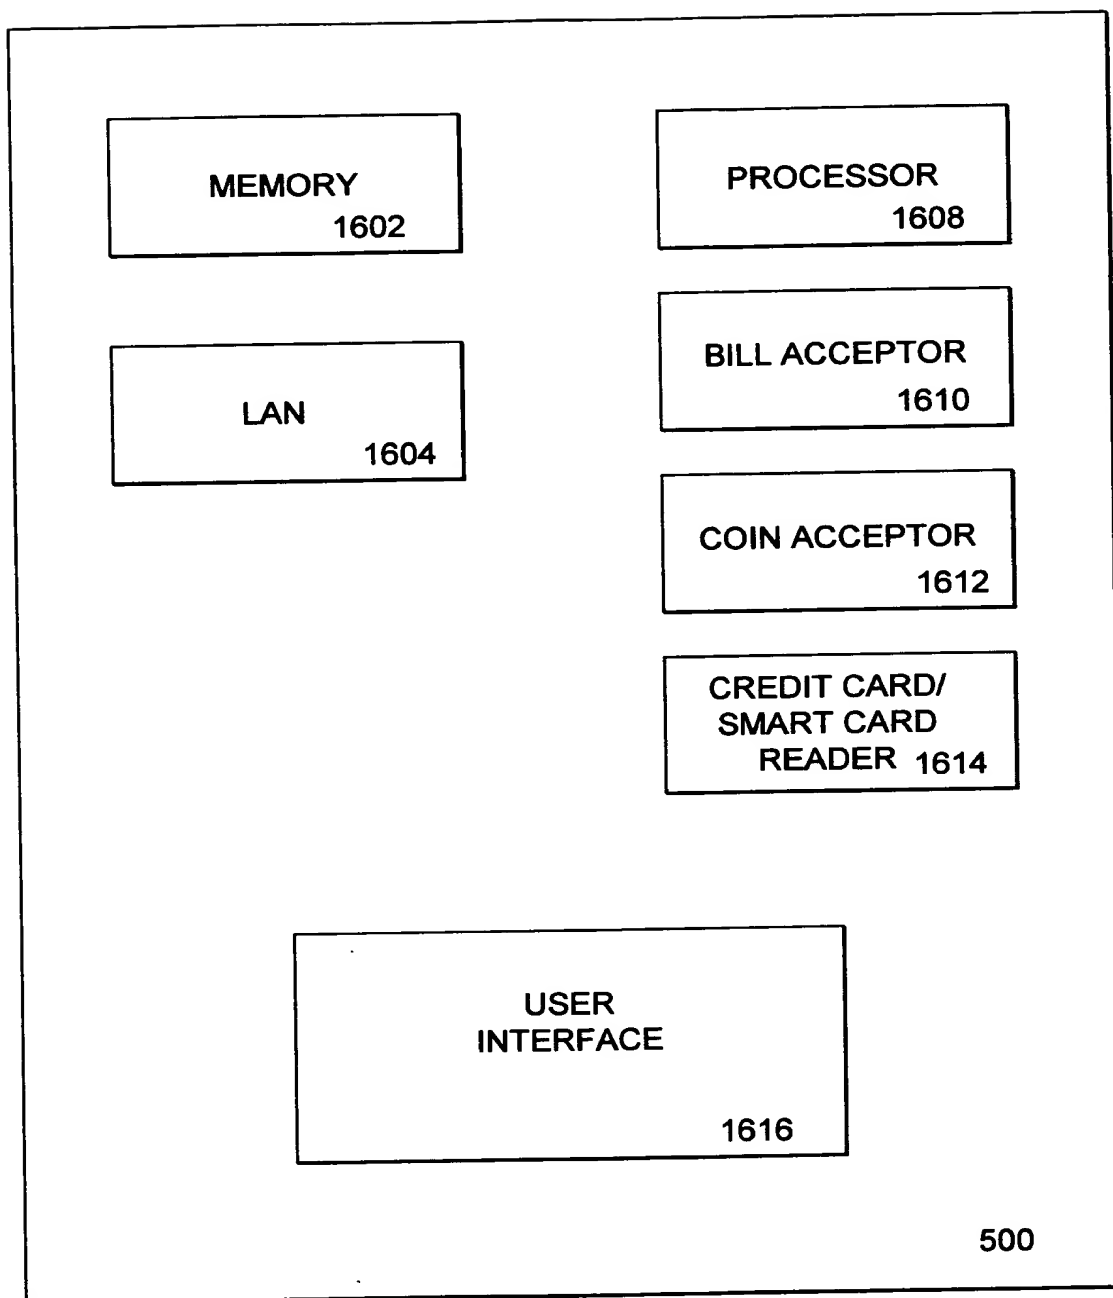 MEMORY
1602
PROCESSOR
1608
LAN
1604
BILL ACCEPTOR
1610
COIN ACCEPTOR
1612
CREDIT CARD/
SMART CARD
READER 1614
USER
INTERFACE
1616
500